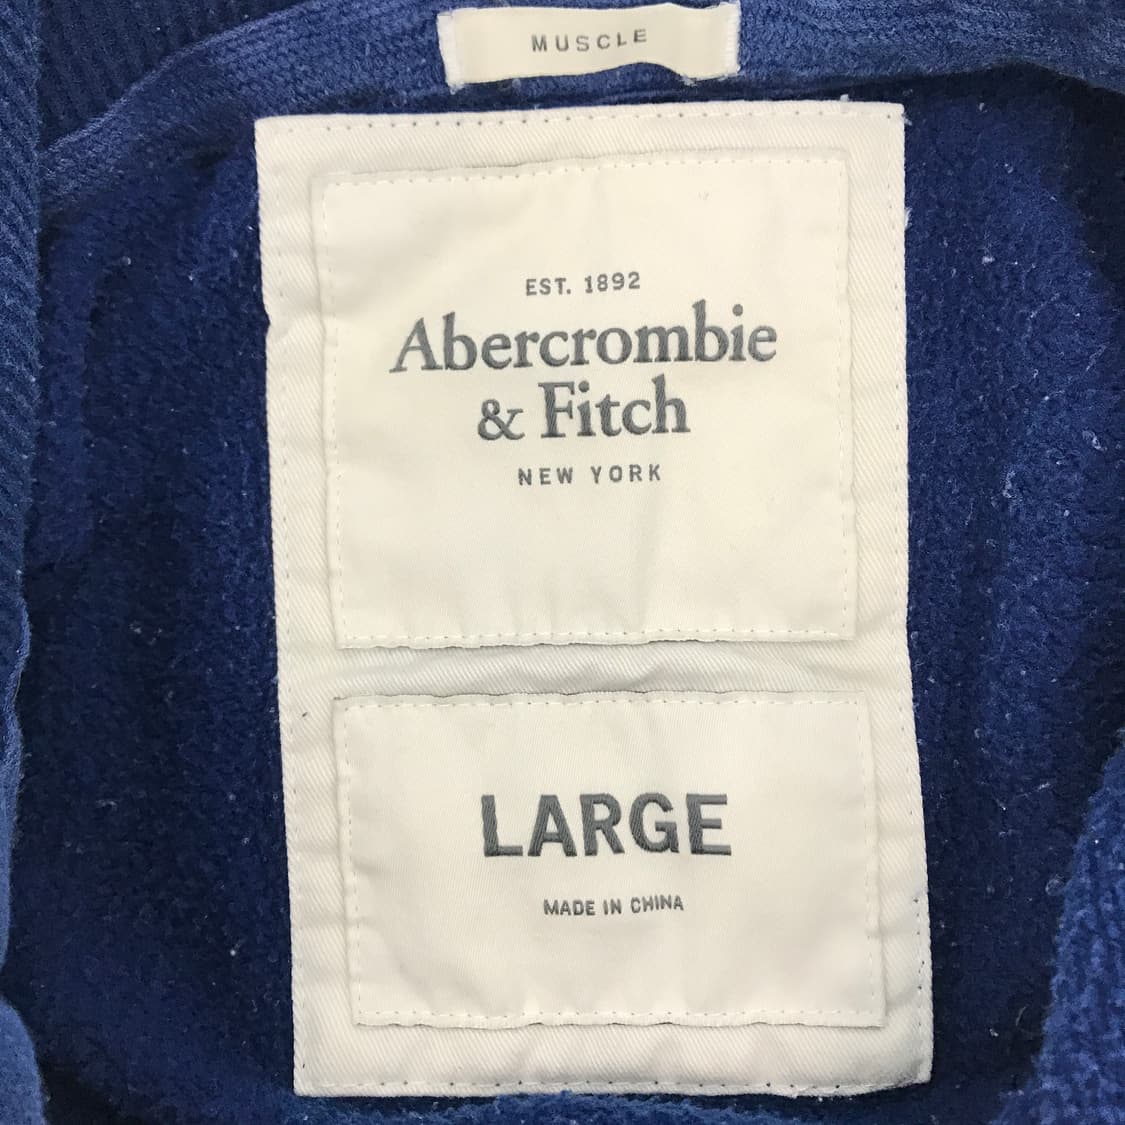 MUSCLE
EST. 1892
Abercrombie
& Fitch
NEW YORK
LARGE
MADE IN CHINA